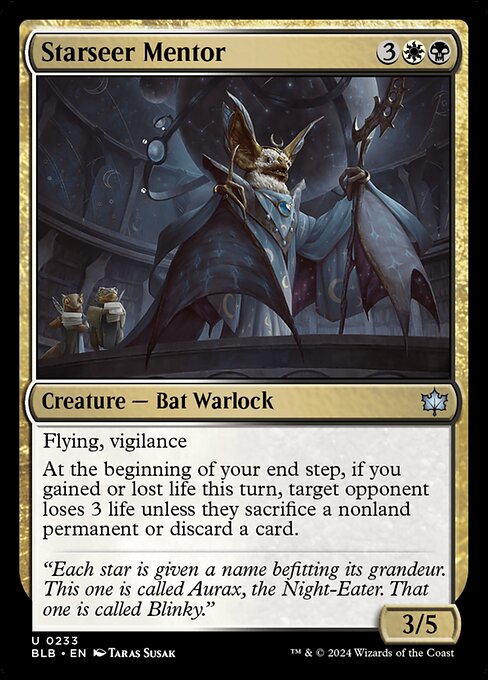 Starseer Mentor 3
Creature — Bat Warlock
Flying, vigilance
At the beginning of your end step, if you
gained or lost life this turn, target opponent
loses 3 life unless they sacrifice a nonland
permanent or discard a card.
“Each star is given a name befitting its grandeur.
This one is called Aurax, the Night-Eater. That
one is called Blinky.”
3/5
U 0233
BLB • EN Taras Susak
™ & © 2024 Wizards of the Coast